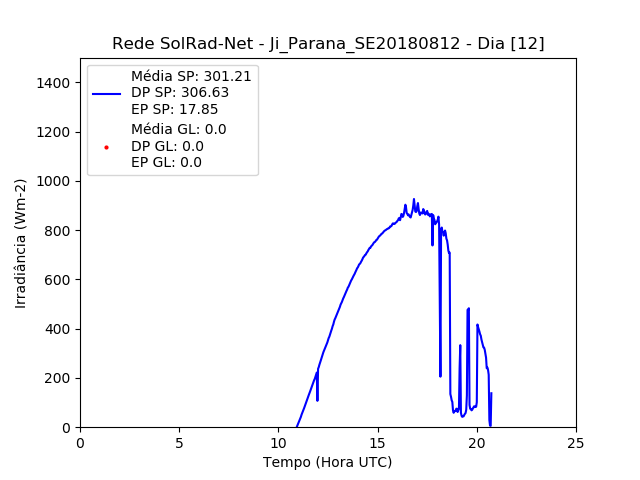 Rede SolRad-Net - Ji_Parana_SE20180812 - Dia [12]
Média SP: 301.21
DP SP: 306.63
EP SP: 17.85
Média GL: 0.0
DP GL: 0.0
EP GL: 0.0
1400
1200
1000
800
600
400
200
0
Irradiância (Wm-2)
0 5 10 15 20 25
Tempo (Hora UTC)